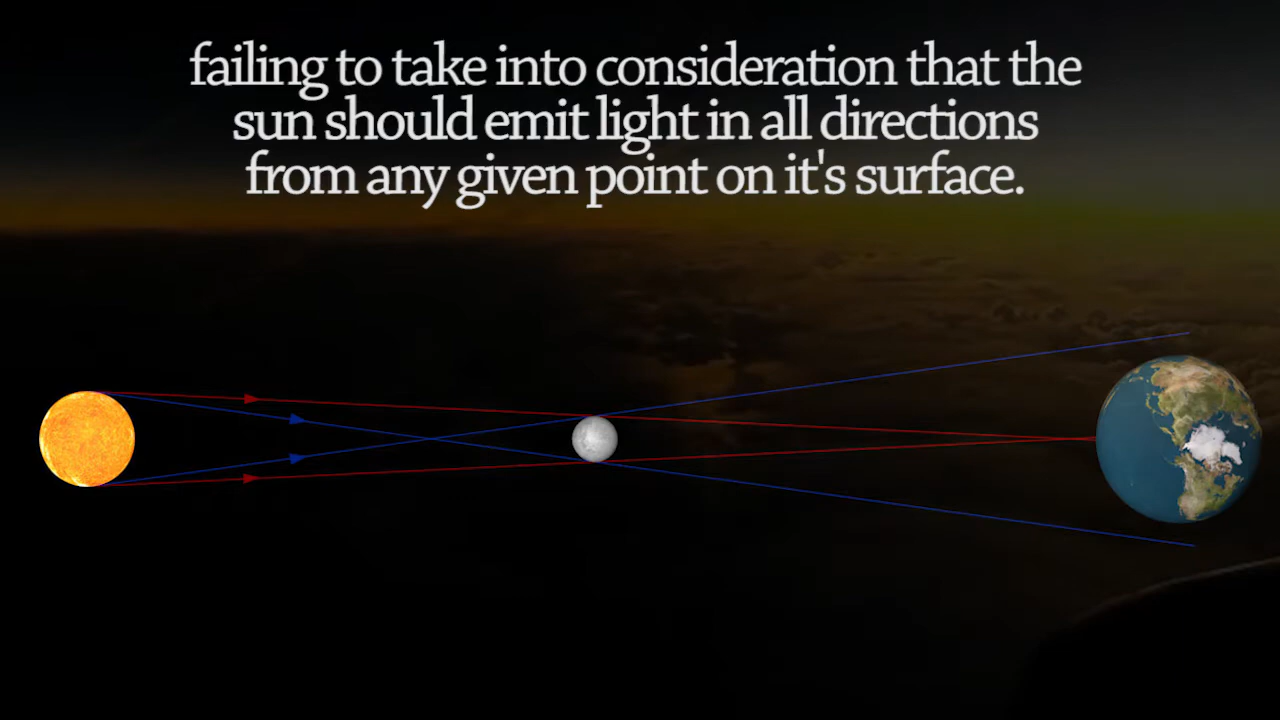 failing to take into consideration that the
sun should emit light in all directions
from any given point on it's surface.